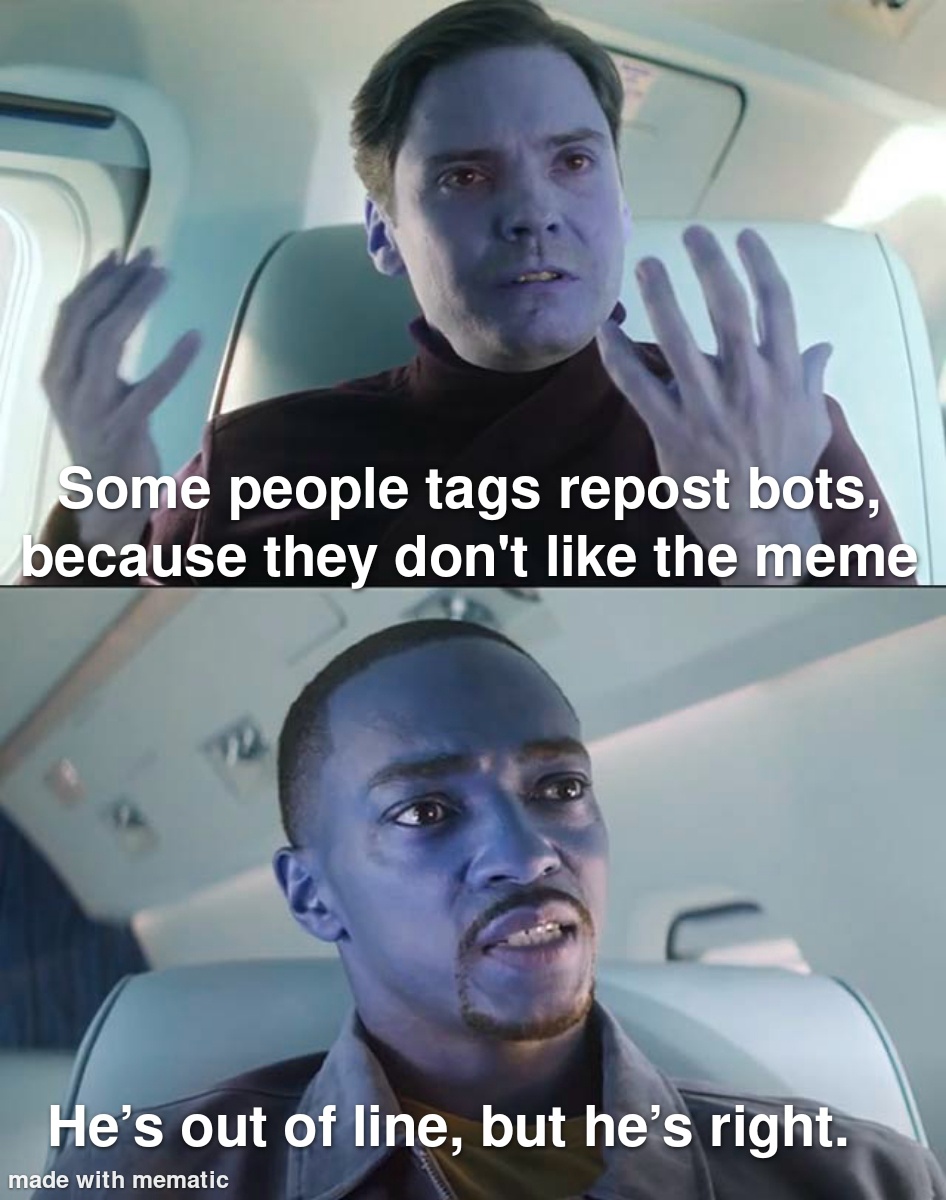 Some people tags repost bots,
because they don't like the meme
He’s out of line, but he’s right.
made with mematic